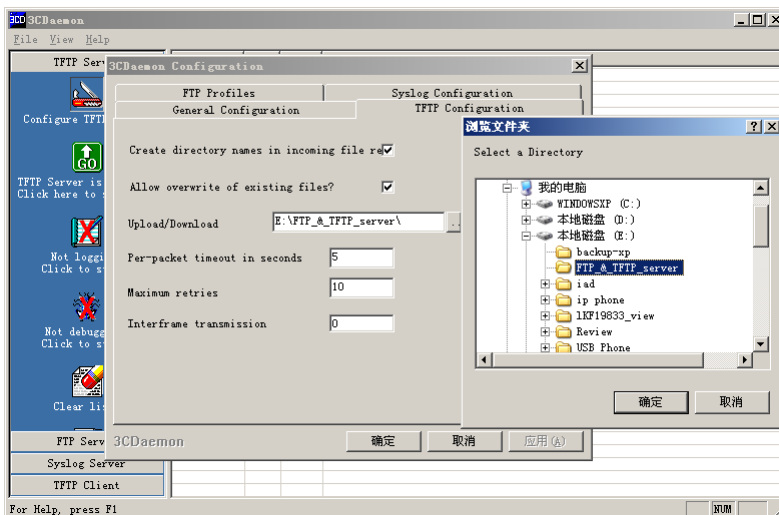 3CO 3CDaemon
File View Help
TFTP Serv
Configure TFT
GO
TFTP Server is
Click here to s
Not loggi
Click to s
Not debugg
Click to s
Clear li
FTP Serv
Syslog Server
TFTP Client
For Help, press F1
NUM
3CDaemon Configuration
FTP Profiles
Syslog Configuration
General Configuration
TFTP Configuration
Create directory names in incoming file re
Allow overwrite of existing files?
Upload/Download
E:\FTP_&_TFTP_server\
..
Per-packet timeout in seconds
5
Maximum retries
10
Interframe transmission
0
3CDaemon
确定
取消
应用(A)
浏览文件夹
Select a Directory
我的电脑
WINDOWSXP (C:)
本地磁盘 (D:)
本地磁盘 (E:)
backup-xp
FTP_&_TFTP_server
iad
ip phone
lKF19833_view
Review
USB Phone
确定
取消